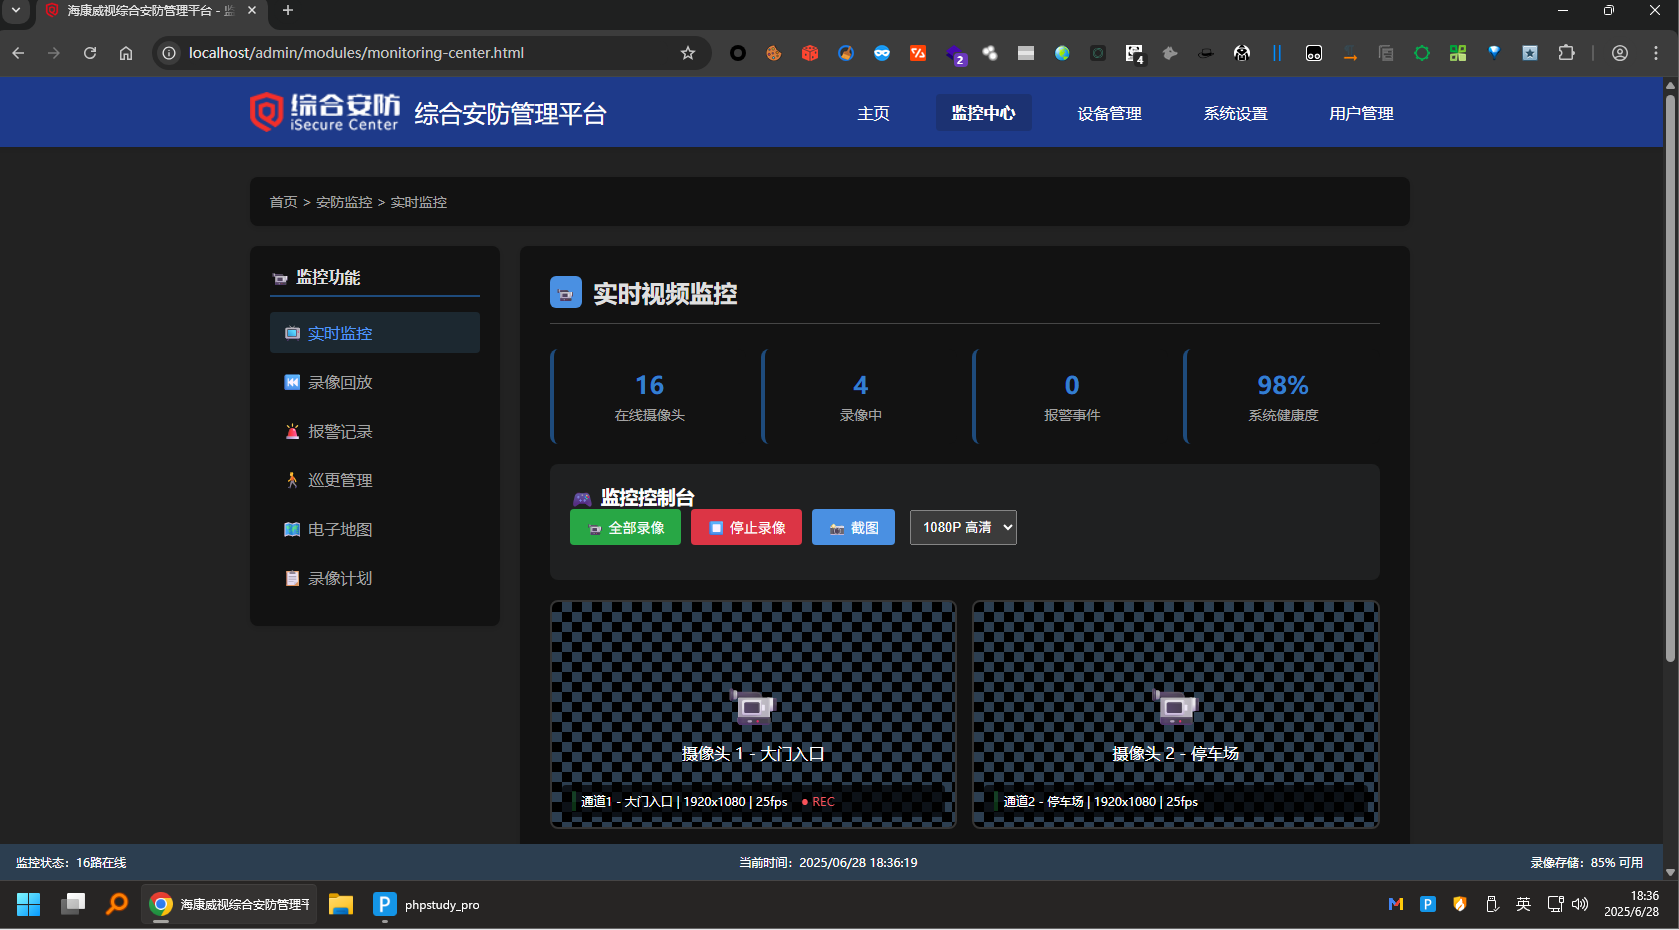 海康威视综合安防管理平台 - 监
localhost/admin/modules/monitoring-center.html
2
4
综合安防
iSecure Center
综合安防管理平台
主页
监控中心
设备管理
系统设置
用户管理
首页 > 安防监控 > 实时监控
监控功能
实时监控
录像回放
报警记录
巡更管理
电子地图
录像计划
实时视频监控
16
在线摄像头
4
录像中
0
报警事件
98%
系统健康度
监控控制台
全部录像
停止录像
截图
1080P 高清
摄像头 1 - 大门入口
通道1 - 大门入口 | 1920x1080 | 25fps ● REC
摄像头 2 - 停车场
通道2 - 停车场 | 1920x1080 | 25fps
监控状态：16路在线
当前时间：2025/06/28 18:36:19
录像存储：85% 可用
海康威视综合安防管理平
phpstudy_pro
英
18:36
2025/6/28